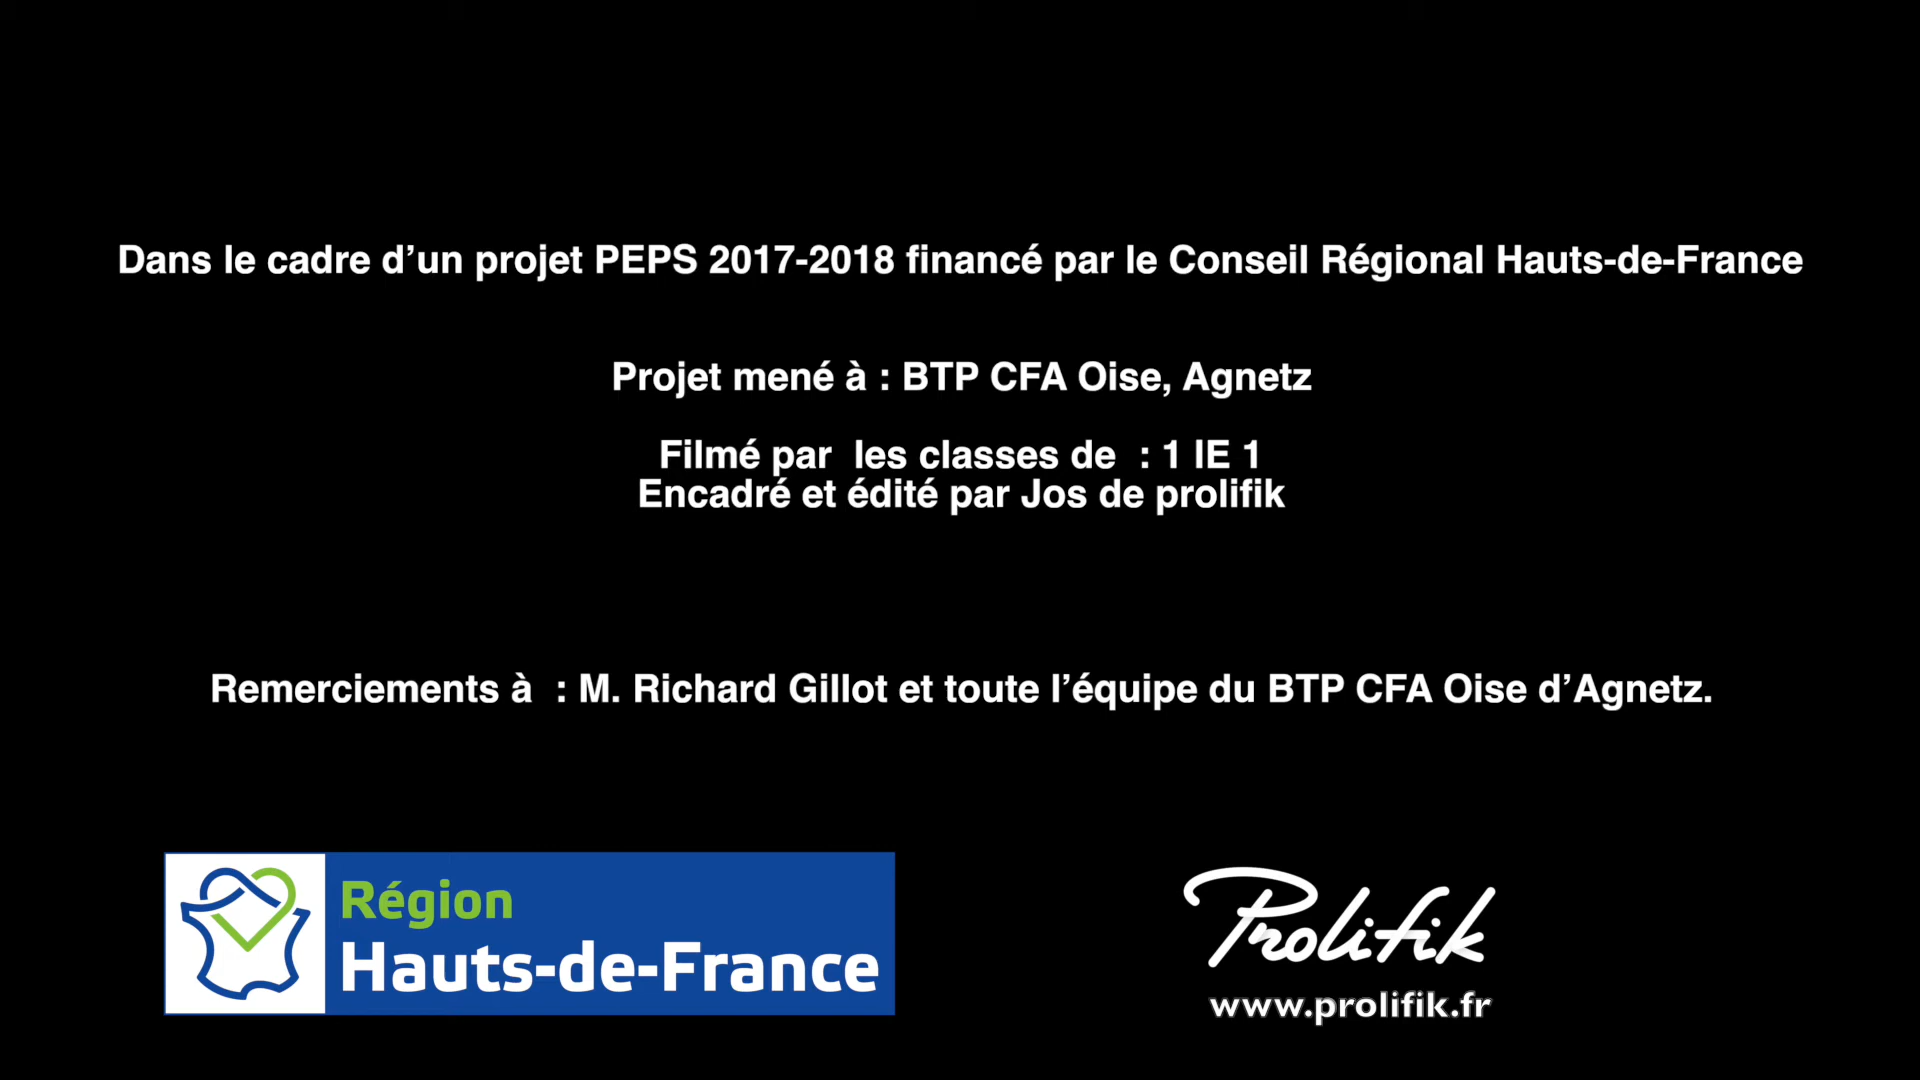 Dans le cadre d’un projet PEPS 2017-2018 financé par le Conseil Régional Hauts-de-France
Projet mené à : BTP CFA Oise, Agnetz
Filmé par  les classes de  : 1 IE 1
Encadré et édité par Jos de prolifik
Remerciements à  : M. Richard Gillot et toute l’équipe du BTP CFA Oise d’Agnetz.
Région
Hauts-de-France
Prolifik
www.prolifik.fr